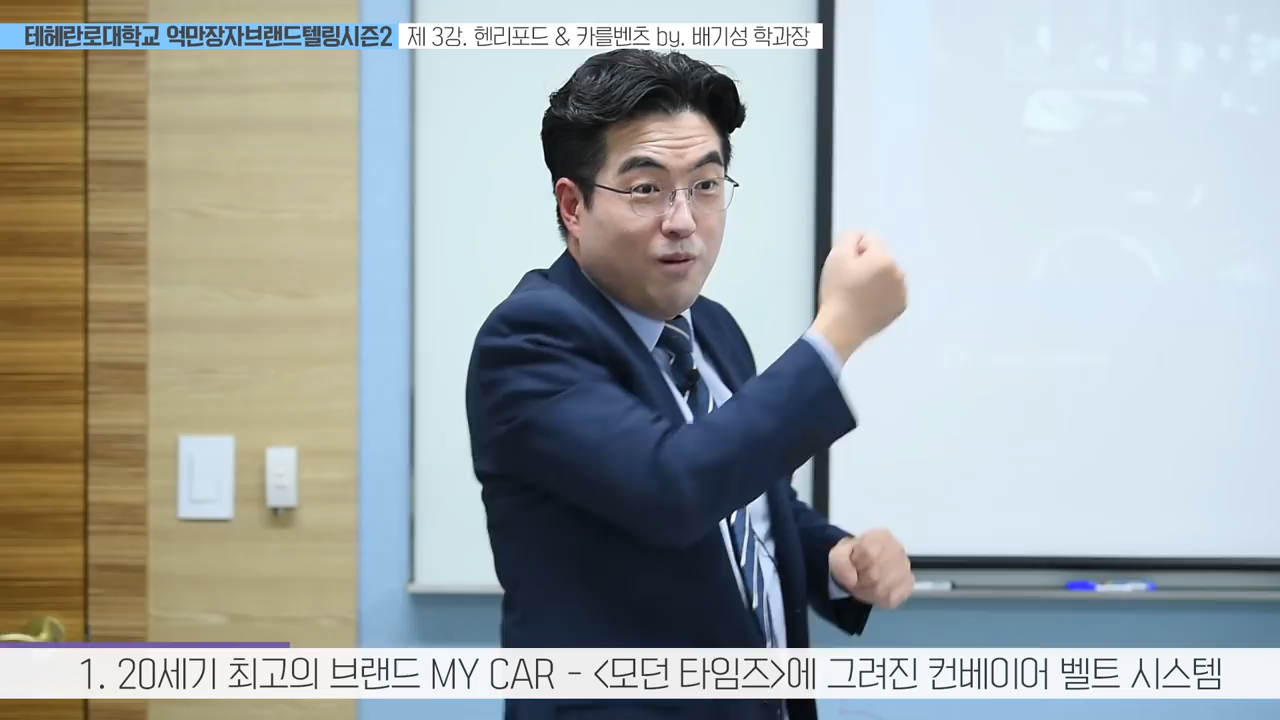 테헤란로대학교 억만장자브랜드텔링시즌2 제 3강. 헨리포드 & 카를벤츠 by. 배기성 학과장
1. 20세기 최고의 브랜드 MY CAR - <모던 타임즈>에 그려진 컨베이어 벨트 시스템